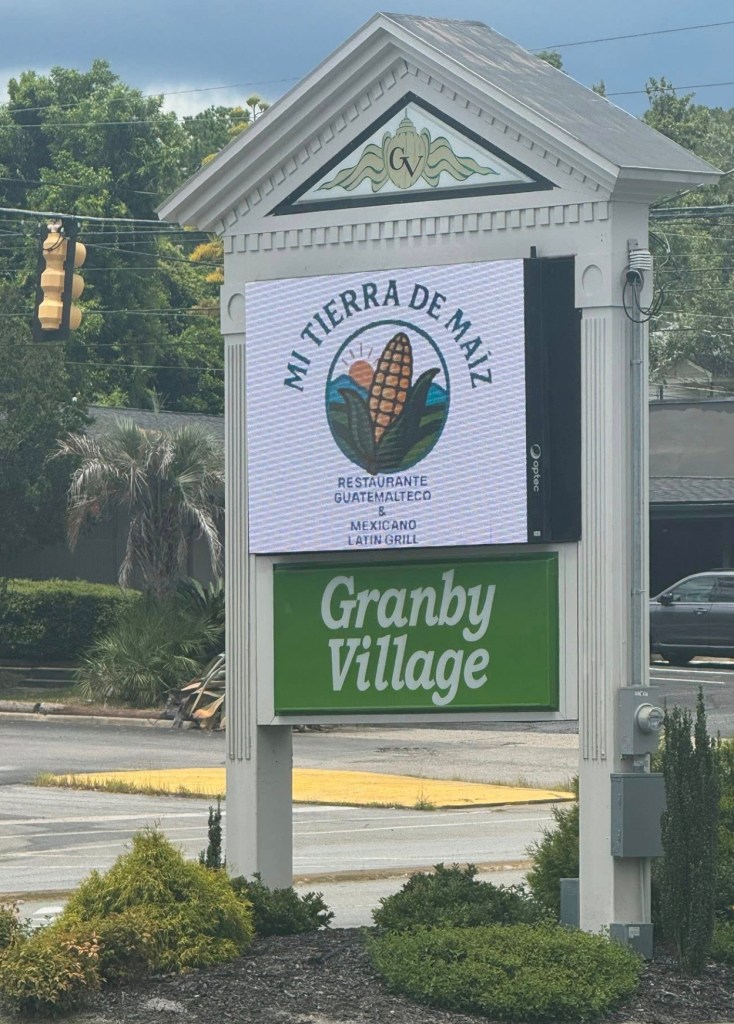 GV
MI TIERRA DE MAÍZ
RESTAURANTE
GUATEMALTECO
&
MEXICANO
LATIN GRILL
optec
Granby
Village